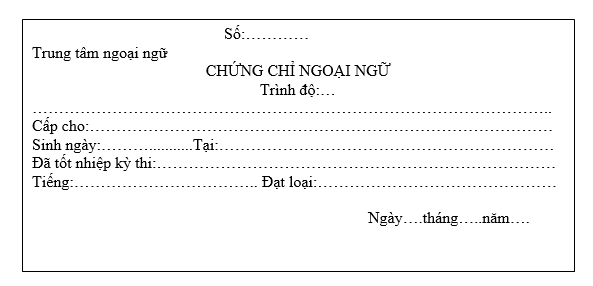 Số:…………
Trung tâm ngoại ngữ
CHỨNG CHỈ NGOẠI NGỮ
Trình độ:…
……………………………………………………………………………………..
Cấp cho:……………………………………………………………………………
Sinh ngày:………...........Tại:………………………………………………………
Đã tốt nhiệp kỳ thi:…………………………………………………………………
Tiếng:……………………………. Đạt loại:………………………………………
Ngày….tháng…..năm….